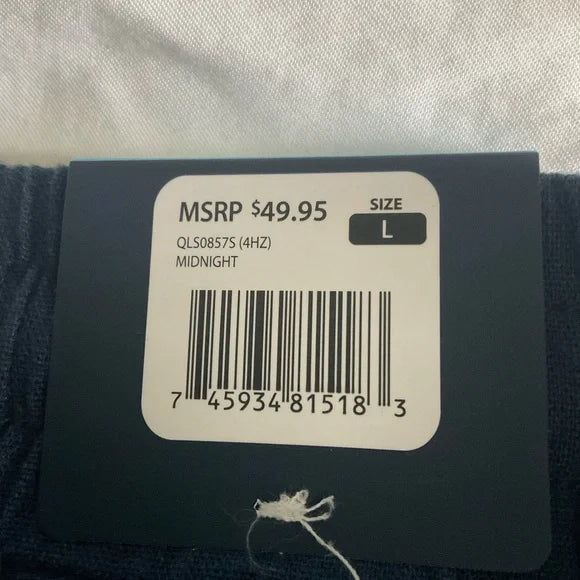 MSRP $49.95
SIZE
L
QLS0857S (4HZ)
MIDNIGHT
7 45934 81518 3